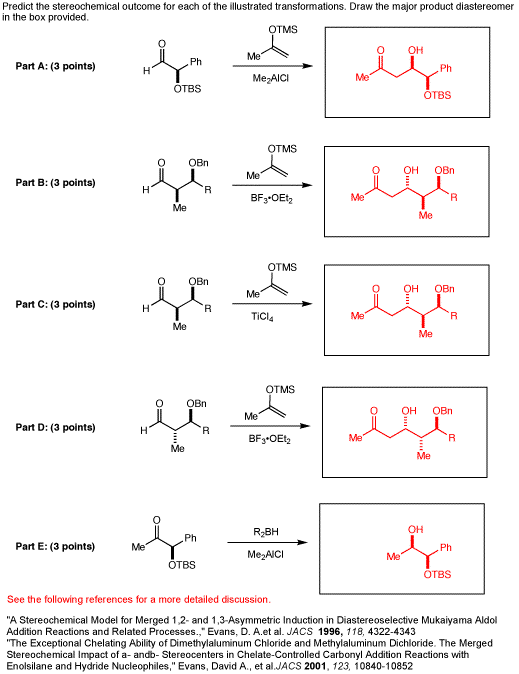 Predict the stereochemical outcome for each of the illustrated transformations. Draw the major product diastereomer
in the box provided.
Part A: (3 points)
O
H
Ph
OTBS
OTMS
Me
Me2AlCl
O
OH
Me
Ph
OTBS
Part B: (3 points)
O
OBn
H
R
Me
OTMS
Me
BF3•OEt2
O
OH
OBn
Me
R
Me
Part C: (3 points)
O
OBn
H
R
Me
OTMS
Me
TiCl4
O
OH
OBn
Me
R
Me
Part D: (3 points)
O
OBn
H
R
Me
OTMS
Me
BF3•OEt2
O
OH
OBn
Me
R
Me
Part E: (3 points)
O
Me
Ph
OTBS
R2BH
Me2AlCl
OH
Me
Ph
OTBS
See the following references for a more detailed discussion.
"A Stereochemical Model for Merged 1,2- and 1,3-Asymmetric Induction in Diastereoselective Mukaiyama Aldol
Addition Reactions and Related Processes.," Evans, D. A.et al. JACS 1996, 118, 4322-4343
"The Exceptional Chelating Ability of Dimethylaluminum Chloride and Methylaluminum Dichloride. The Merged
Stereochemical Impact of a- andb- Stereocenters in Chelate-Controlled Carbonyl Addition Reactions with
Enolsilane and Hydride Nucleophiles," Evans, David A., et al.JACS 2001, 123, 10840-10852